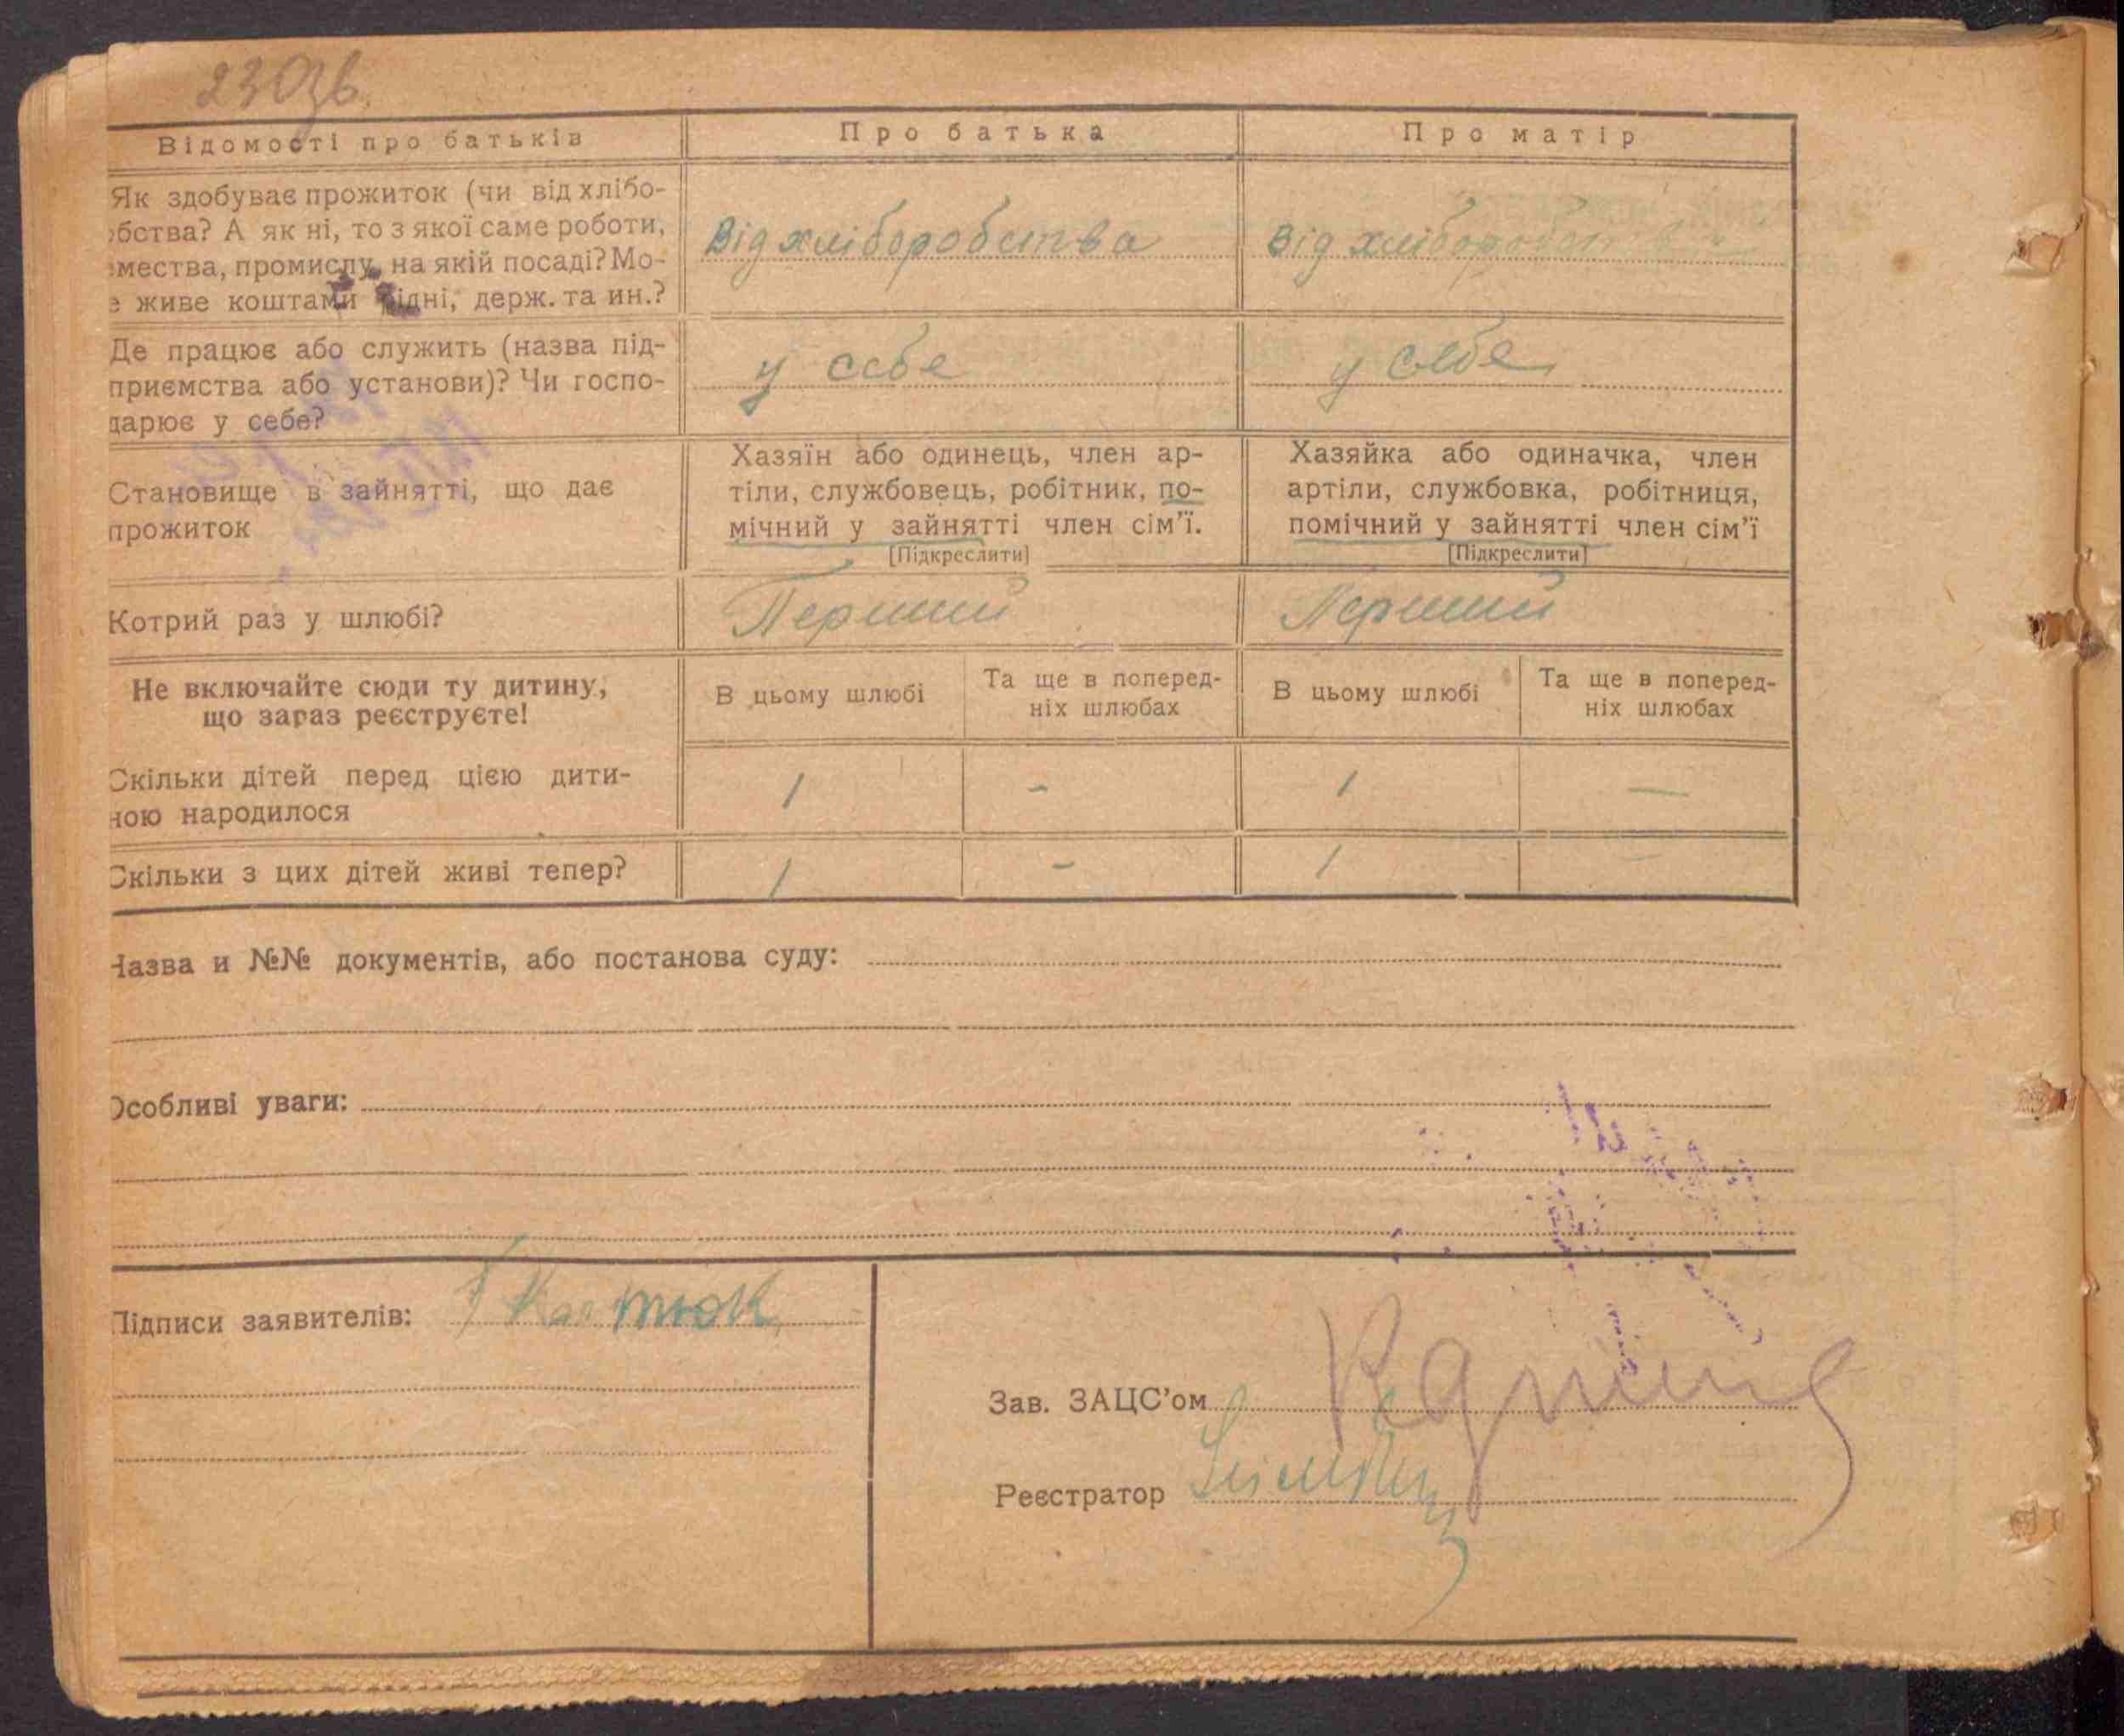 230зв.
Відомості про батьків
Про батька
Про матір
Як здобуває прожиток (чи від хлібо-
обства? А як ні, то з якої саме роботи,
мества, промислу, на якій посаді? Мо-
е живе коштами рідні, держ. та ин.?
Від хліборобства
Від хліборобства
Де працює або служить (назва під-
приємства або установи)? Чи госпо-
дарює у себе?
у себе
у себе
Становище в зайнятті, що дає
прожиток
Хазяїн або одинець, член ар-
тіли, службовець, робітник, по-
мічний у зайнятті член сім'ї.
[Підкреслити]
Хазяйка або одиначка, член
артіли, службовка, робітниця,
помічний у зайнятті член сім'ї
[Підкреслити]
Котрий раз у шлюбі?
Перший
Перший
Не включайте сюди ту дитину,
що зараз реєструєте!
В цьому шлюбі
Та ще в поперед-
ніх шлюбах
В цьому шлюбі
Та ще в поперед-
ніх шлюбах
Скільки дітей перед цією дити-
ною народилося
1
-
1
—
Скільки з цих дітей живі тепер?
1
-
1
—
Назва и №№ документів, або постанова суду:
Особливі уваги:
Підписи заявителів:
Зав. ЗАЦС'ом
Реєстратор